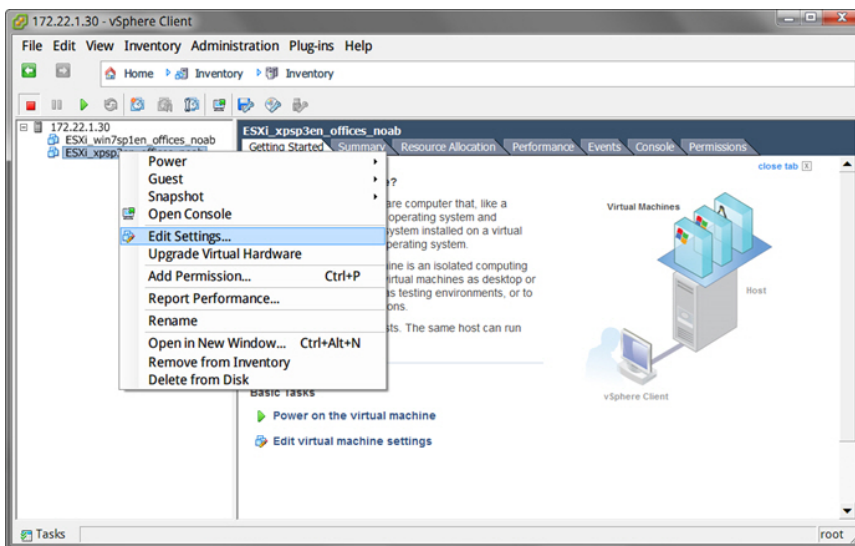 172.22.1.30 - vSphere Client
File Edit View Inventory Administration Plug-ins Help
Home Inventory Inventory
172.22.1.30
ESXi_win7sp1en_offices_noab
ESXi_xpsp
ESXi_xpsp3en_offices_noab
Getting Started Summary Resource Allocation Performance Events Console Permissions
close tab
Power
Guest
Snapshot
Open Console
Edit Settings...
Upgrade Virtual Hardware
Add Permission... Ctrl+P
Report Performance...
Rename
Open in New Window... Ctrl+Alt+N
Remove from Inventory
Delete from Disk
?
are computer that, like a
operating system and
system installed on a virtual
perating system.
ine is an isolated computing
irtual machines as desktop or
as testing environments, or to
ons.
sts. The same host can run
Basic Tasks
Power on the virtual machine
Edit virtual machine settings
Virtual Machines
Host
vSphere Client
Tasks
root